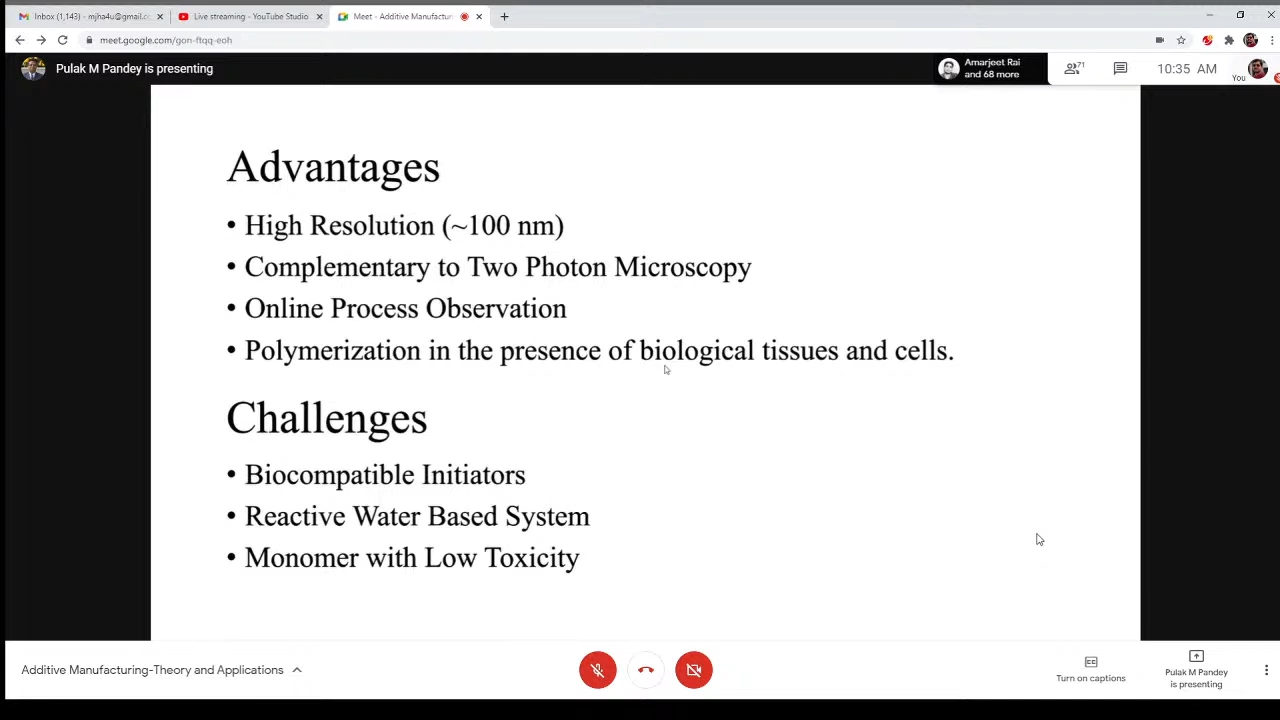 Inbox (1,143) - mjha4u@gmail.c
Live streaming - YouTube Studio
Meet - Additive Manufactur
meet.google.com/gon-ftqq-eoh
Pulak M Pandey is presenting
Amarjeet Rai
and 68 more
71
10:35 AM
You
Advantages
• High Resolution (~100 nm)
• Complementary to Two Photon Microscopy
• Online Process Observation
• Polymerization in the presence of biological tissues and cells.
Challenges
• Biocompatible Initiators
• Reactive Water Based System
• Monomer with Low Toxicity
Additive Manufacturing-Theory and Applications
Turn on captions
Pulak M Pandey
is presenting